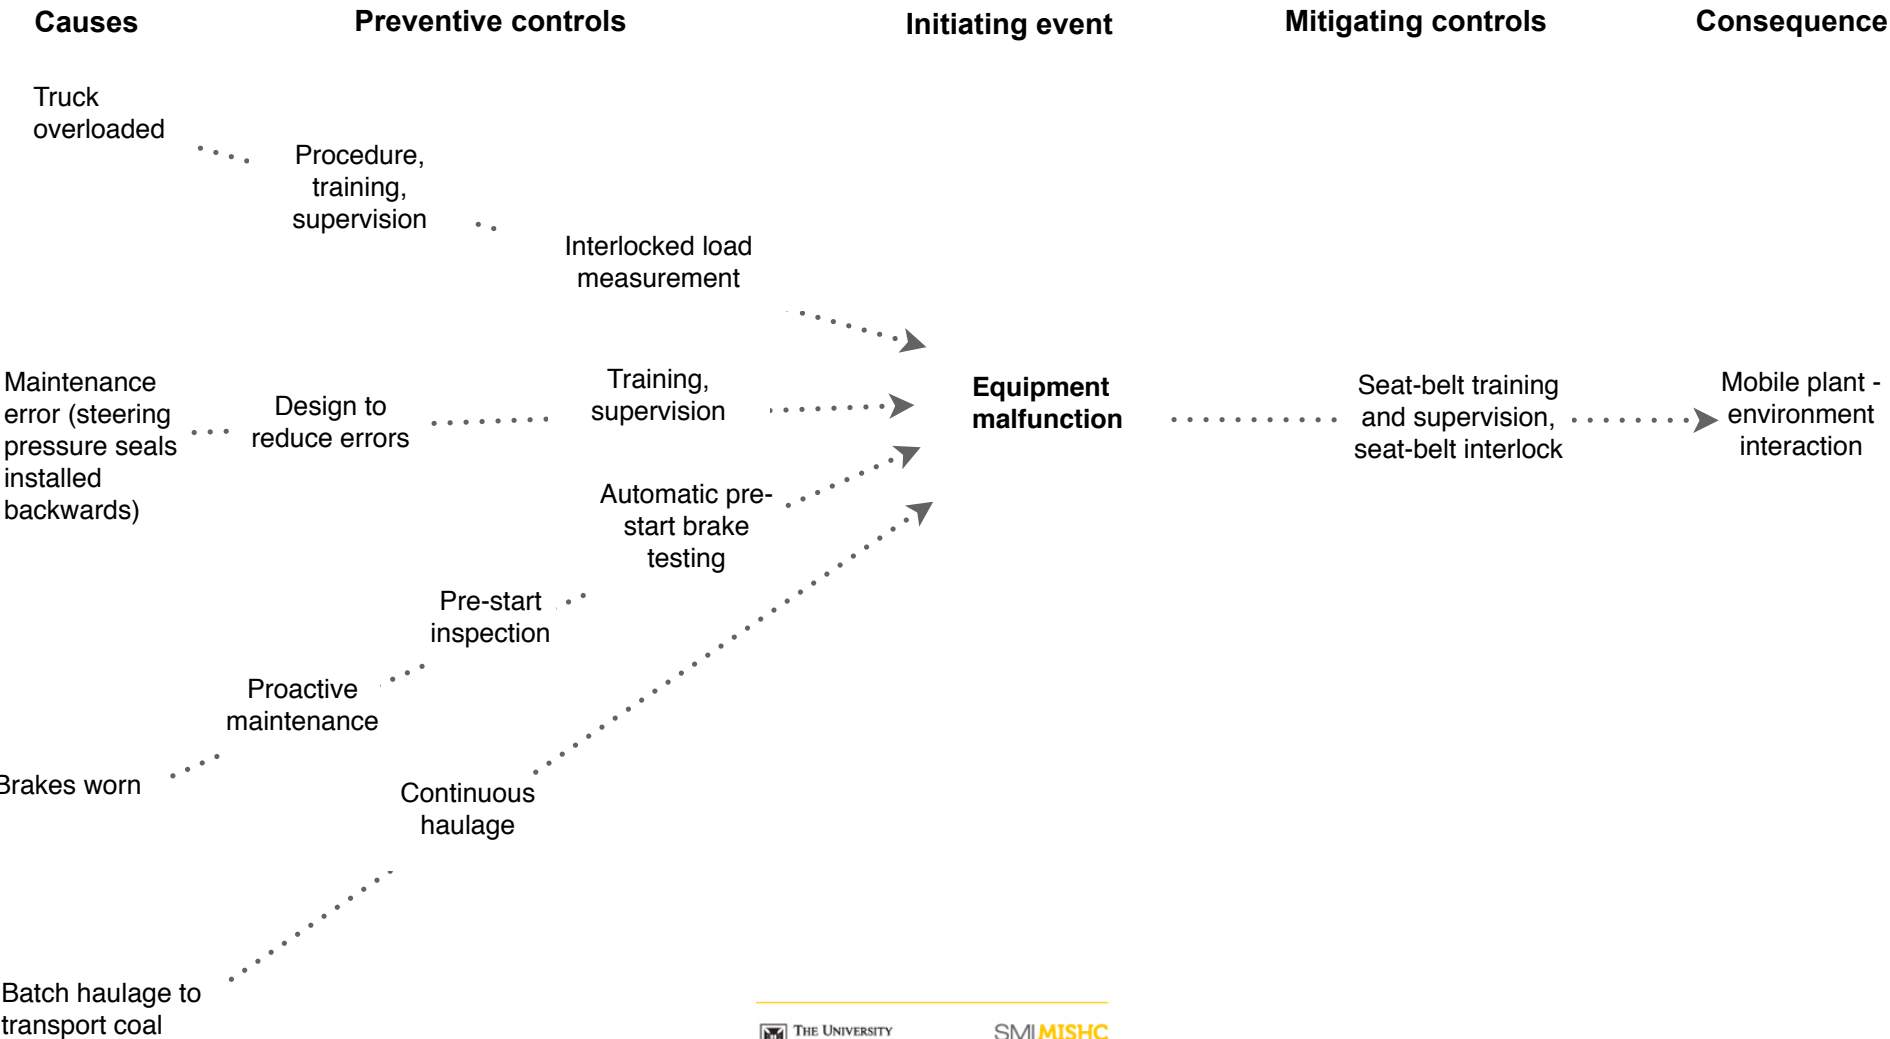 Causes
Preventive controls
Initiating event
Mitigating controls
Consequence
Truck
overloaded
Procedure,
training,
supervision
Interlocked load
measurement
Maintenance
error (steering
pressure seals
installed
backwards)
Design to
reduce errors
Training,
supervision
Equipment
malfunction
Seat-belt training
and supervision,
seat-belt interlock
Mobile plant -
environment
interaction
Automatic pre-
start brake
testing
Pre-start
inspection
Proactive
maintenance
Brakes worn
Continuous
haulage
Batch haulage to
transport coal
THE UNIVERSITY
SMIMISHC